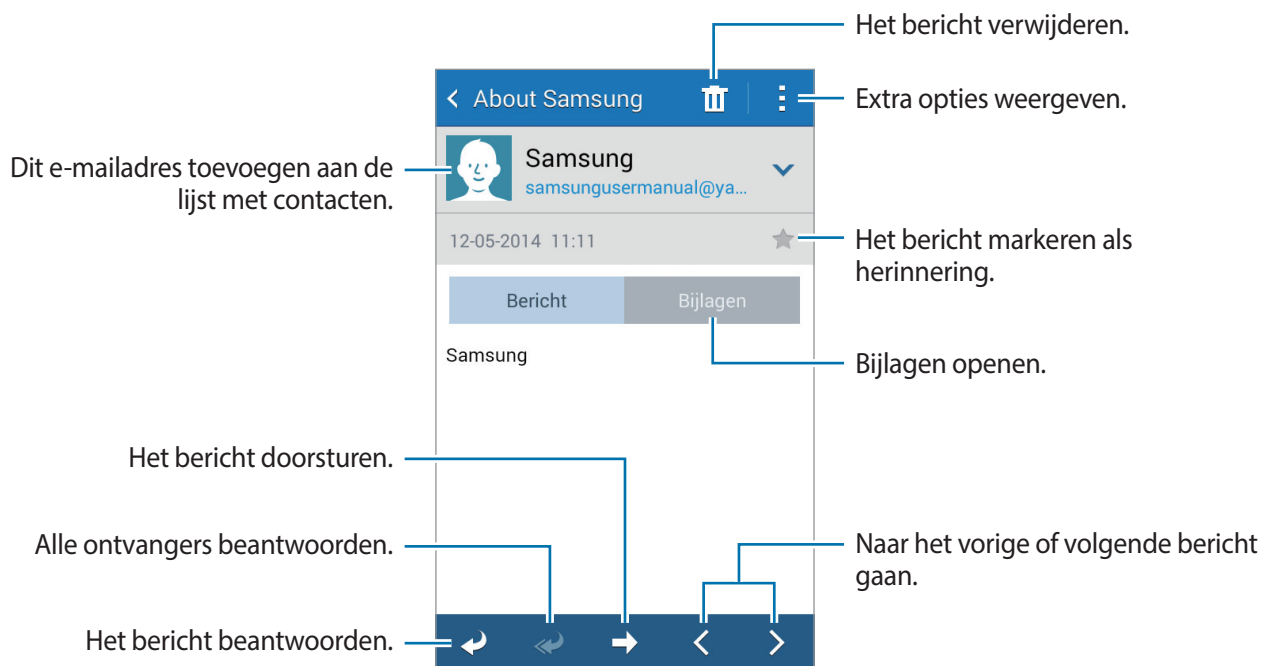 Het bericht verwijderen.
About Samsung
Extra opties weergeven.
Dit e-mailadres toevoegen aan de
lijst met contacten.
Samsung
samsungusermanual@ya...
12-05-2014 11:11
Het bericht markeren als
herinnering.
Bericht
Bijlagen
Samsung
Bijlagen openen.
Het bericht doorsturen.
Alle ontvangers beantwoorden.
Naar het vorige of volgende bericht
gaan.
Het bericht beantwoorden.